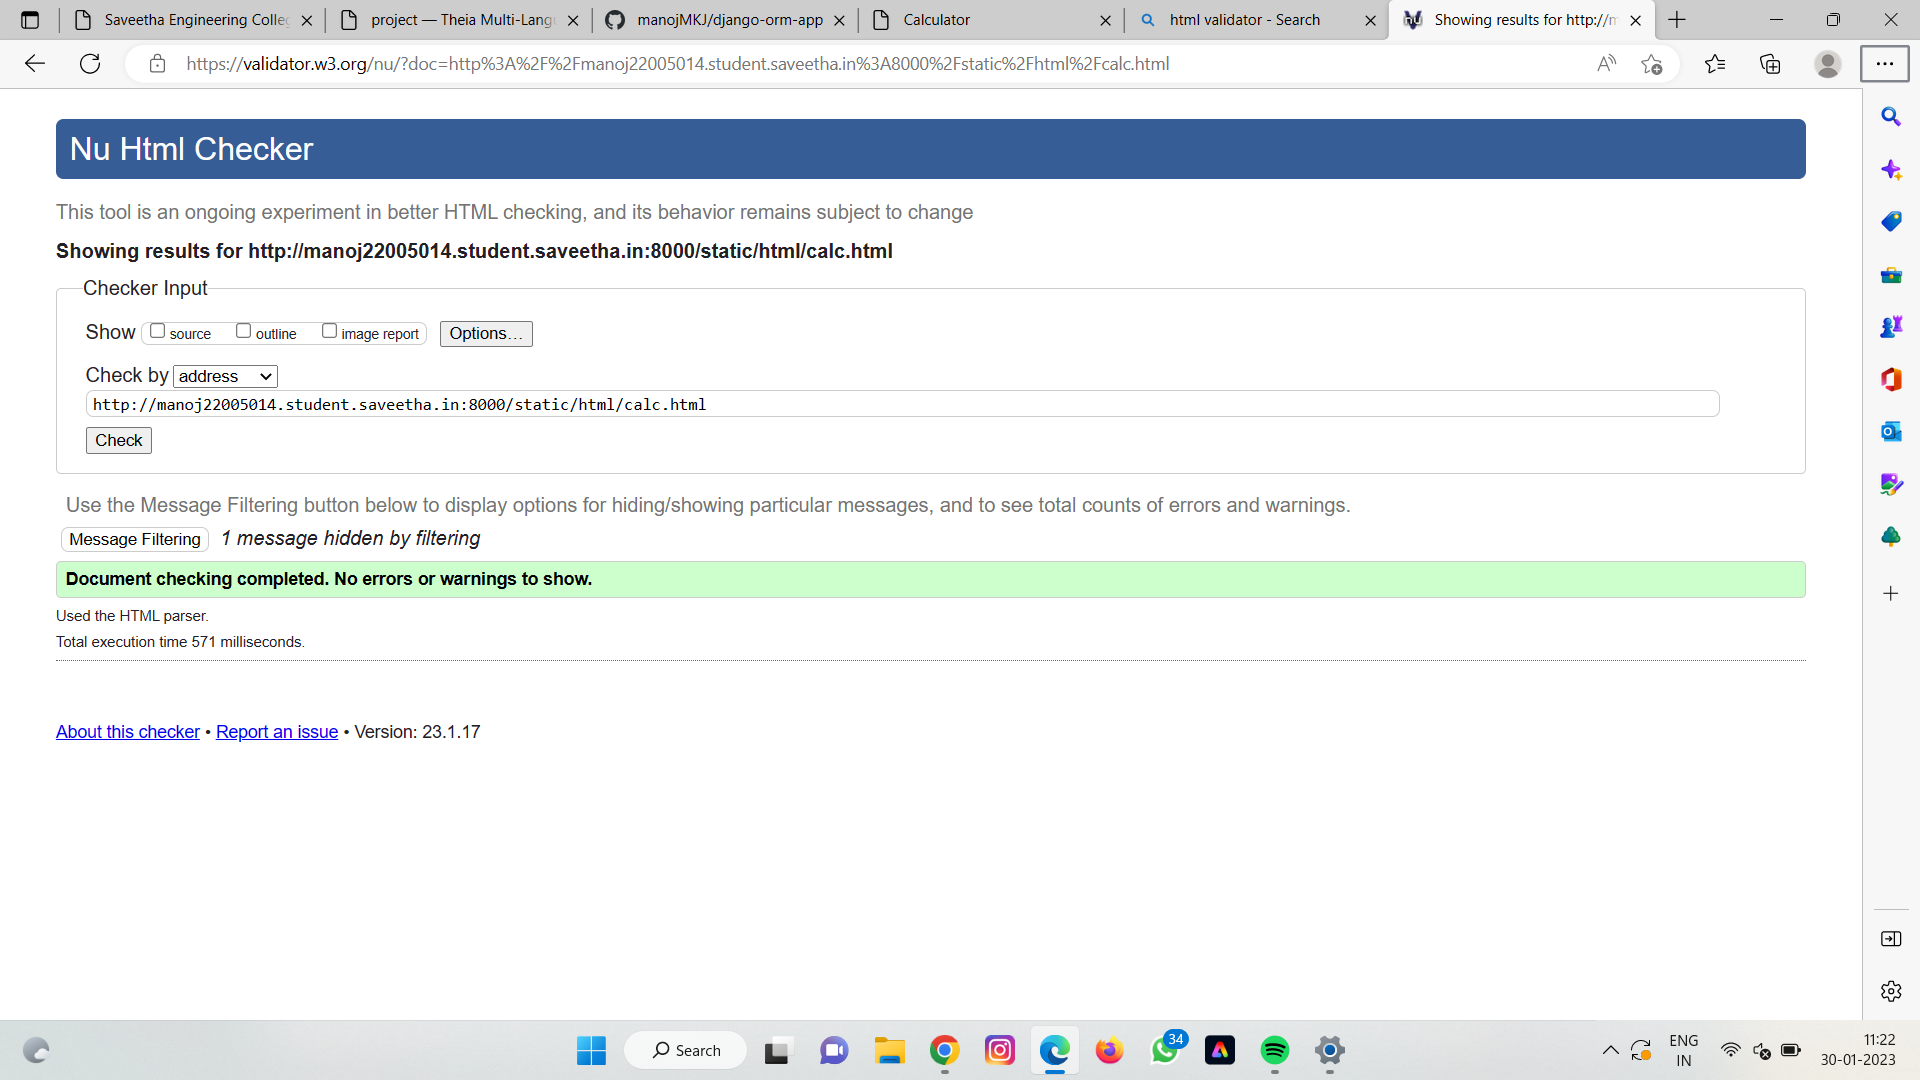 Saveetha Engineering Colleg
project — Theia Multi-Langu
manojMKJ/django-orm-app
Calculator
html validator - Search
Showing results for http://m
https://validator.w3.org/nu/?doc=http%3A%2F%2Fmanoj22005014.student.saveetha.in%3A8000%2Fstatic%2Fhtml%2Fcalc.html
Nu Html Checker
This tool is an ongoing experiment in better HTML checking, and its behavior remains subject to change
Showing results for http://manoj22005014.student.saveetha.in:8000/static/html/calc.html
Checker Input
Show source outline image report Options...
Check by address
http://manoj22005014.student.saveetha.in:8000/static/html/calc.html
Check
Use the Message Filtering button below to display options for hiding/showing particular messages, and to see total counts of errors and warnings.
Message Filtering 1 message hidden by filtering
Document checking completed. No errors or warnings to show.
Used the HTML parser.
Total execution time 571 milliseconds.
About this checker • Report an issue • Version: 23.1.17
Search
34
ENG
IN
11:22
30-01-2023